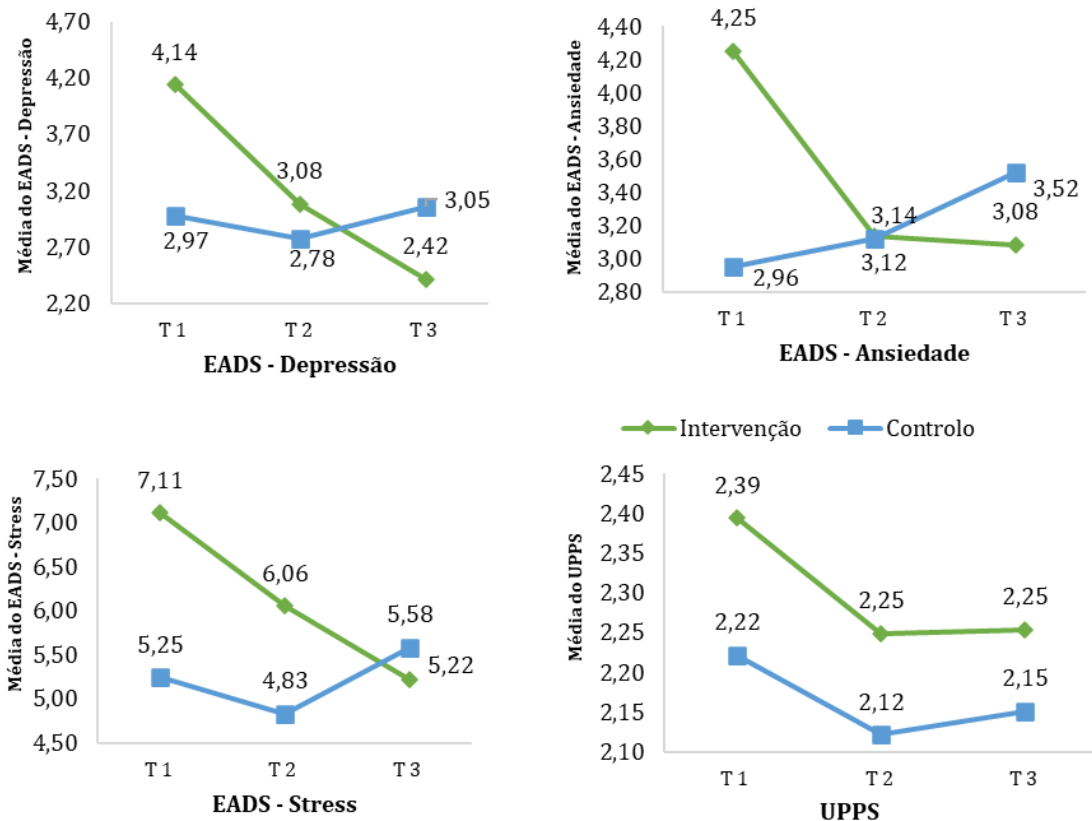 Média do EADS - Depressão
4,70
4,20
3,70
3,20
2,70
2,20
4,14
3,08
2,42
2,97
2,78
3,05
T 1
T 2
T 3
EADS - Depressão
Média do EADS - Ansiedade
4,40
4,20
4,00
3,80
3,60
3,40
3,20
3,00
2,80
4,25
3,14
3,08
2,96
3,12
3,52
T 1
T 2
T 3
EADS - Ansiedade
Intervenção
Controlo
Média do EADS - Stress
7,50
7,00
6,50
6,00
5,50
5,00
4,50
7,11
6,06
5,22
5,25
4,83
5,58
T 1
T 2
T 3
EADS - Stress
Média do UPPS
2,45
2,40
2,35
2,30
2,25
2,20
2,15
2,10
2,39
2,25
2,25
2,22
2,12
2,15
T 1
T 2
T 3
UPPS